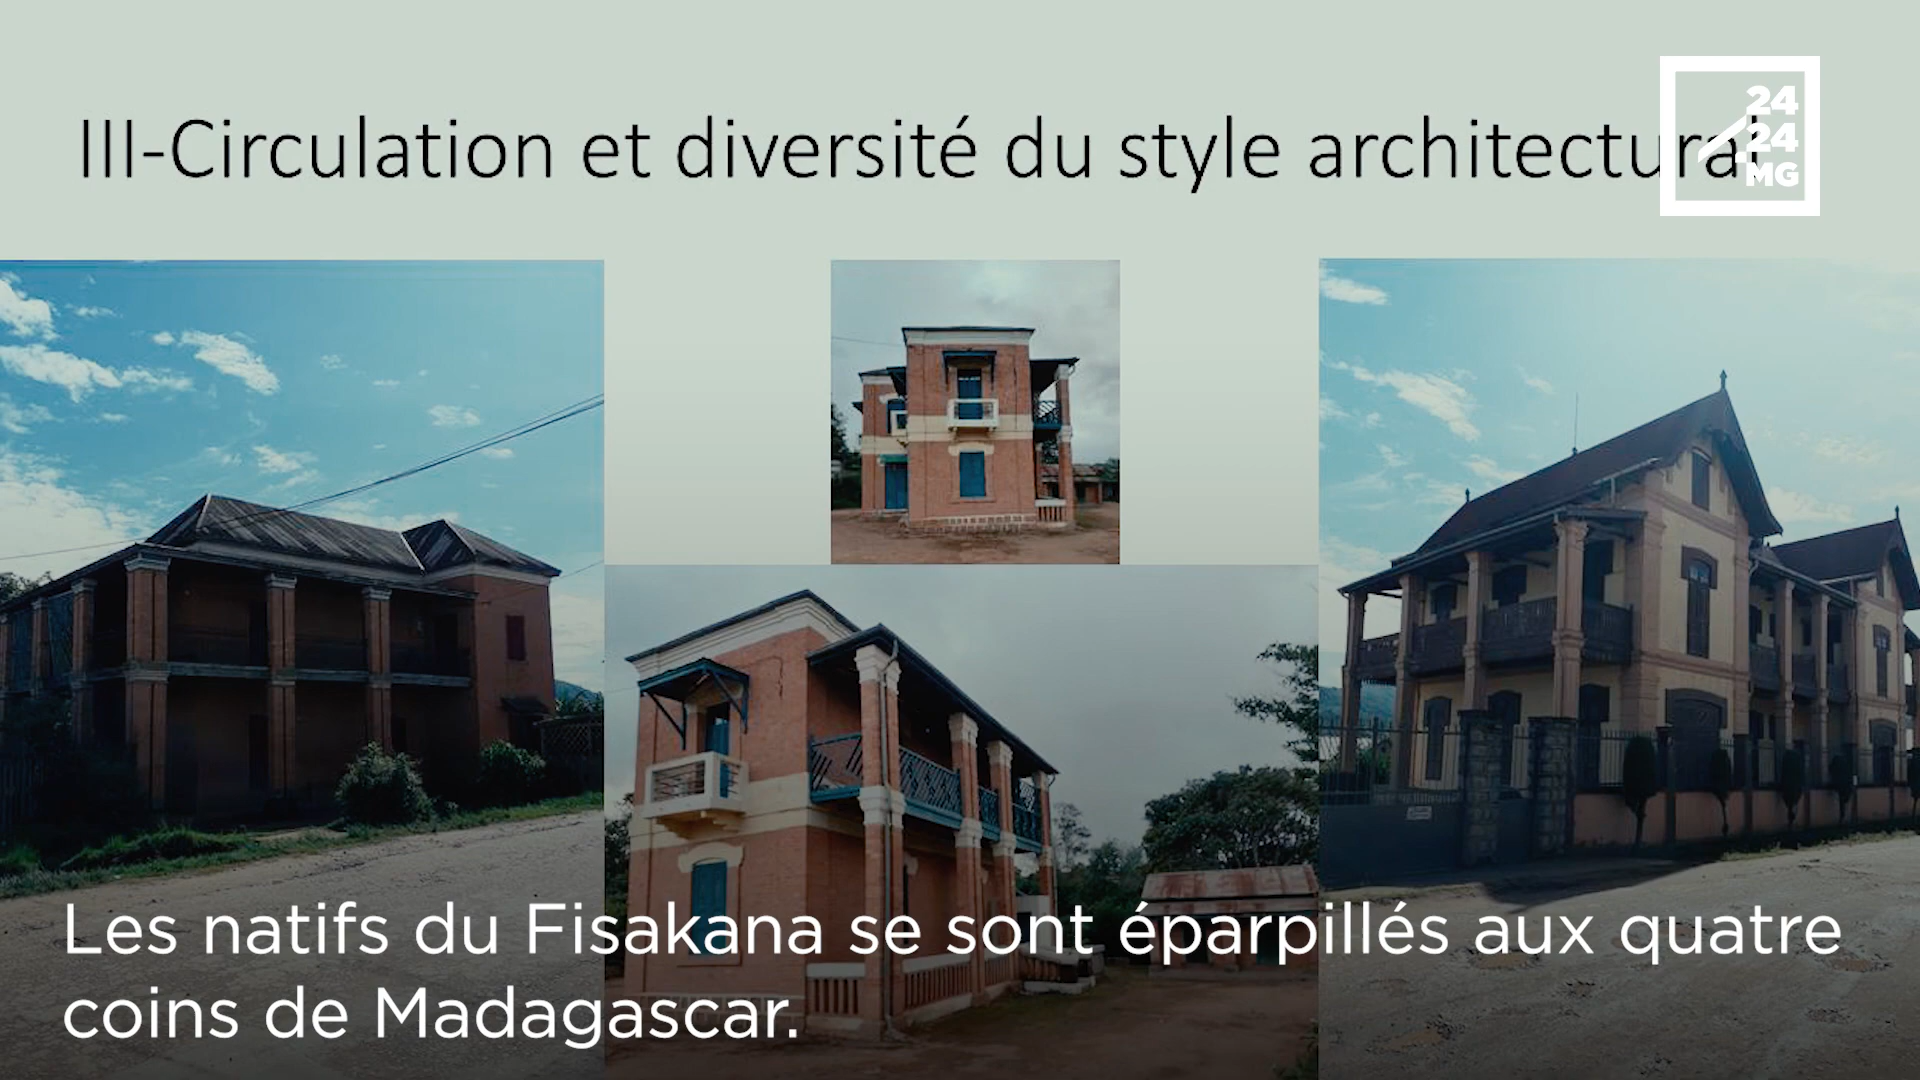 III-Circulation et diversité du style architectural
24
24
MG
Les natifs du Fisakana se sont éparpillés aux quatre
coins de Madagascar.